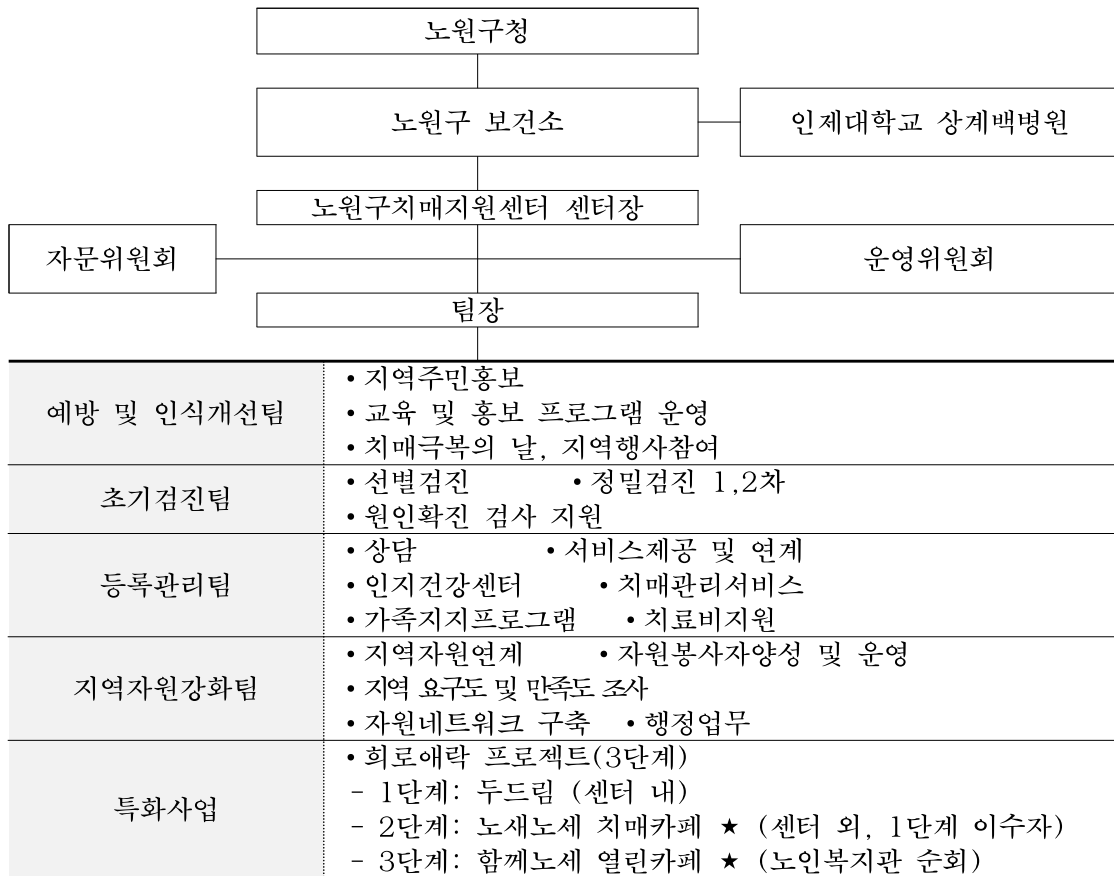 노원구청
노원구 보건소
인제대학교 상계백병원
노원구치매지원센터 센터장
자문위원회
운영위원회
팀장
예방 및 인식개선팀
• 지역주민홍보
• 교육 및 홍보 프로그램 운영
• 치매극복의 날, 지역행사참여
초기검진팀
• 선별검진 • 정밀검진 1,2차
• 원인확진 검사 지원
등록관리팀
• 상담 • 서비스제공 및 연계
• 인지건강센터 • 치매관리서비스
• 가족지지프로그램 • 치료비지원
지역자원강화팀
• 지역자원연계 • 자원봉사자양성 및 운영
• 지역 요구도 및 만족도 조사
• 자원네트워크 구축 • 행정업무
특화사업
• 희로애락 프로젝트(3단계)
- 1단계: 두드림 (센터 내)
- 2단계: 노새노세 치매카페 ★ (센터 외, 1단계 이수자)
- 3단계: 함께노세 열린카페 ★ (노인복지관 순회)